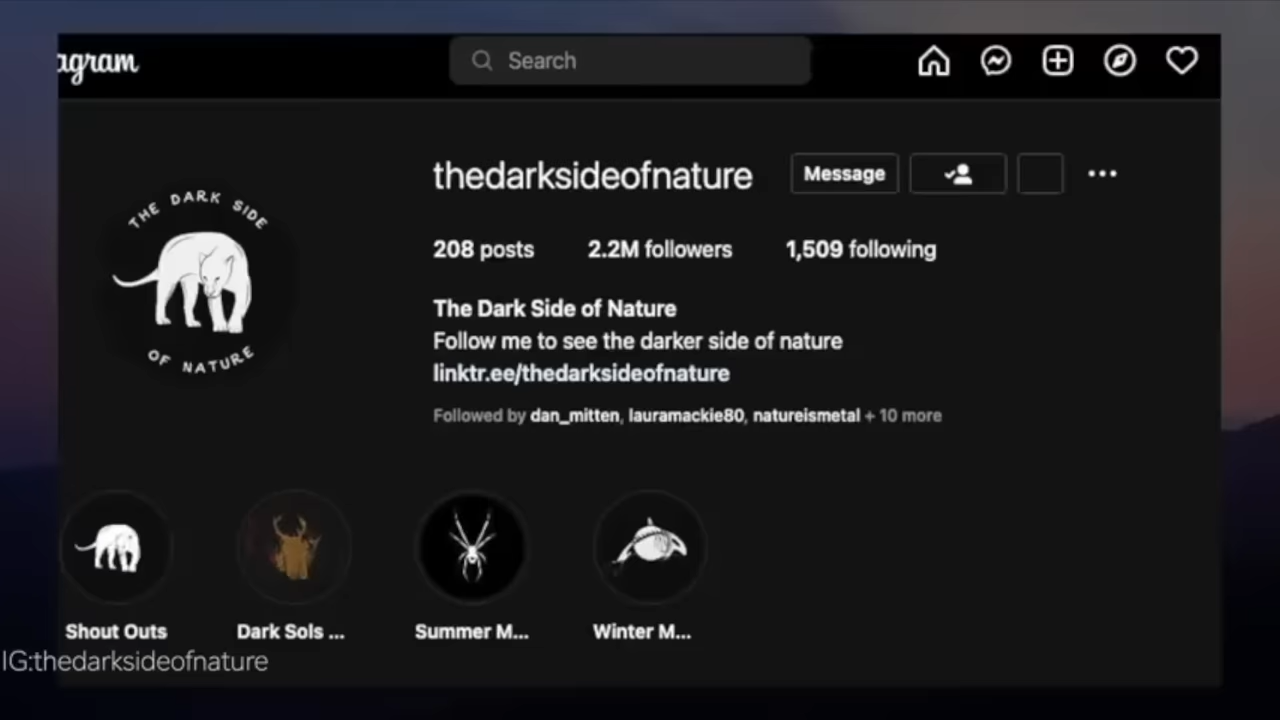 agram
Search
thedarksideofnature Message
208 posts 2.2M followers 1,509 following
THE DARK SIDE
OF NATURE
The Dark Side of Nature
Follow me to see the darker side of nature
linktr.ee/thedarksideofnature
Followed by dan_mitten, lauramackie80, natureismetal + 10 more
Shout Outs Dark Sols ... Summer M... Winter M...
IG:thedarksideofnature